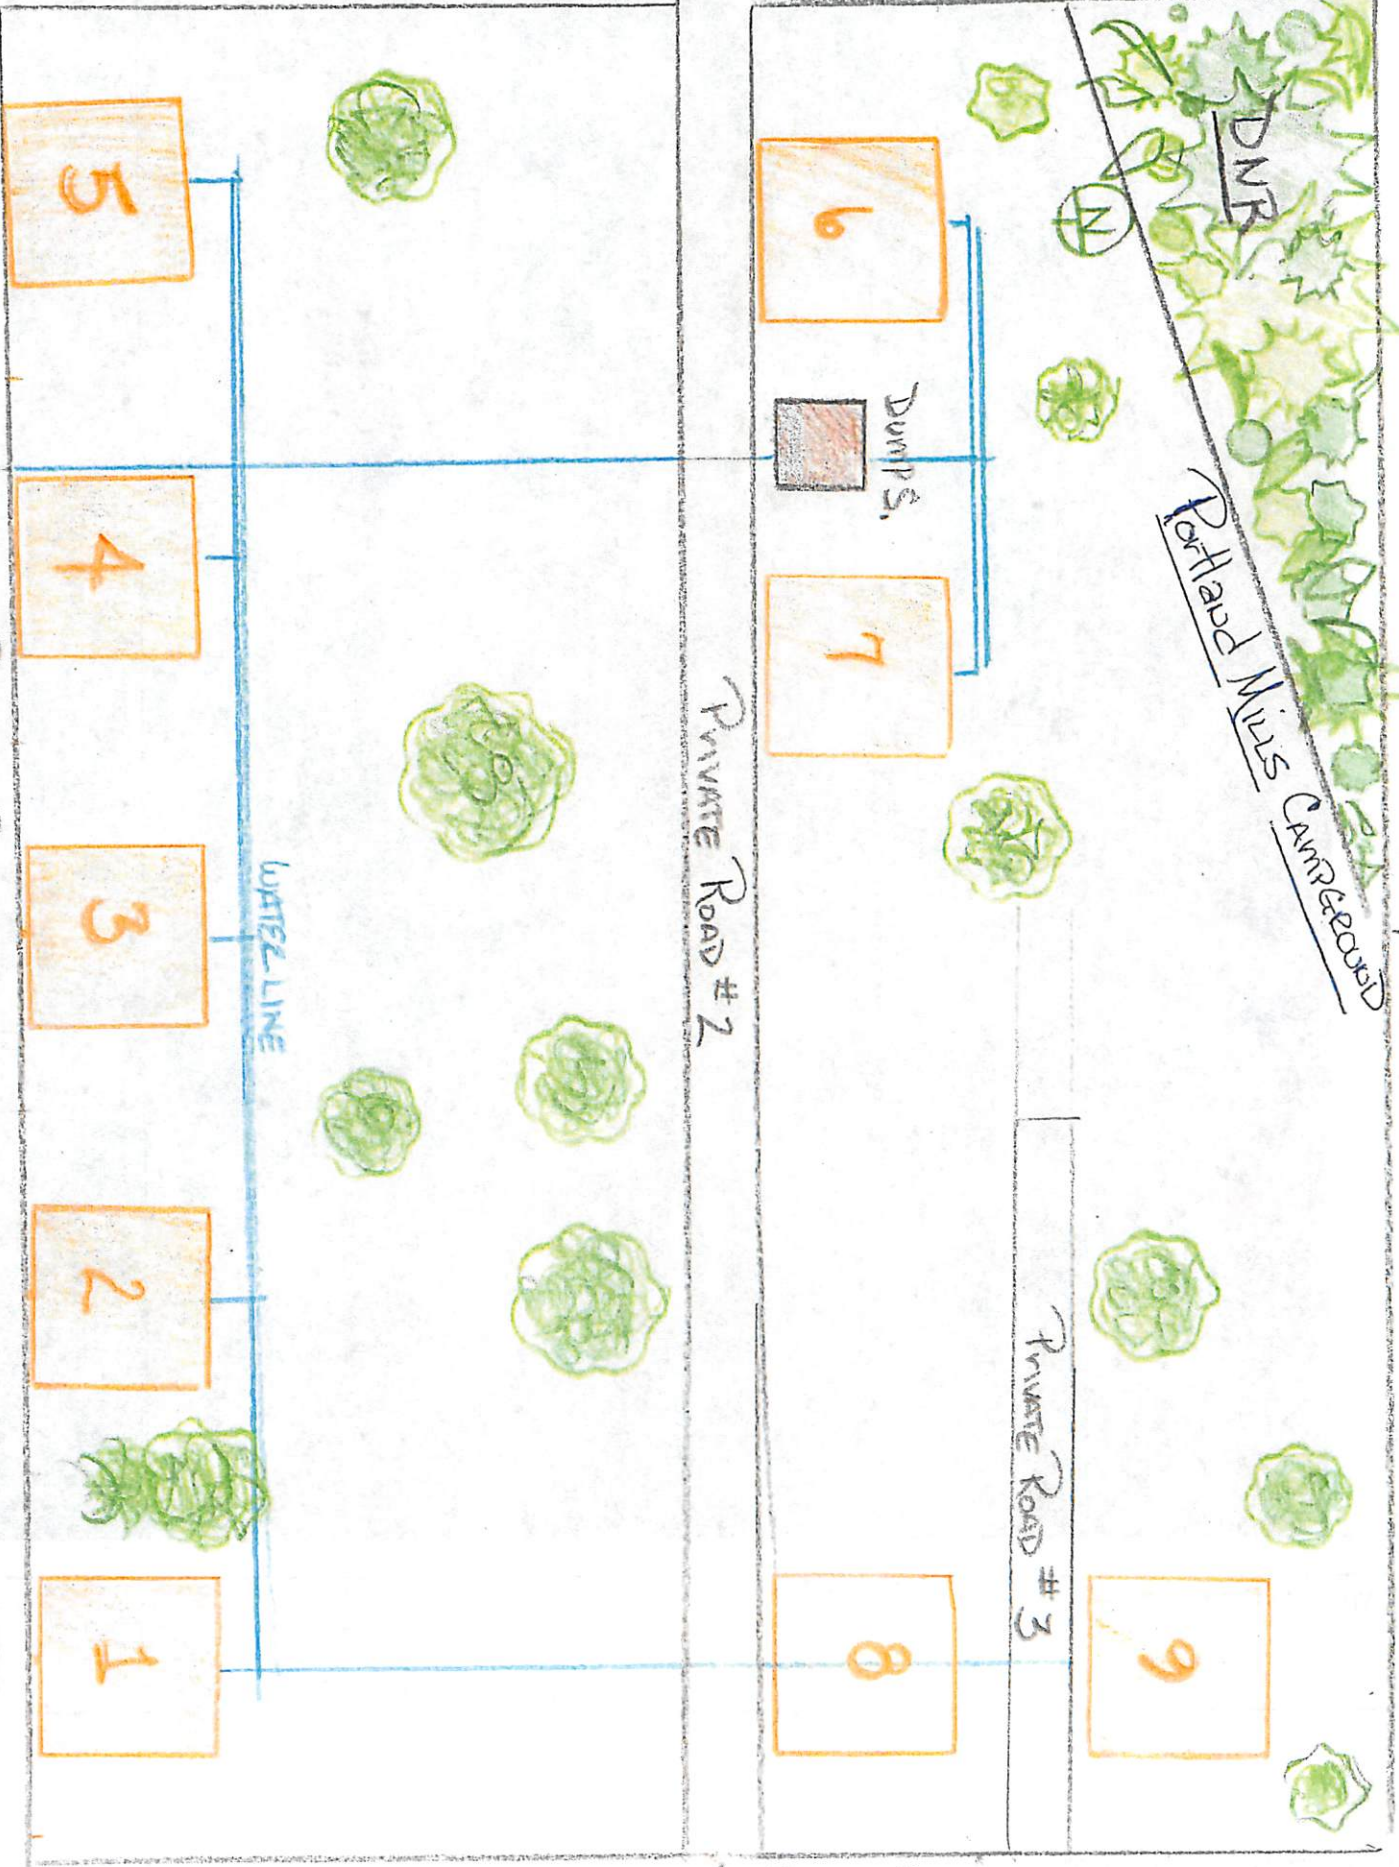 DNR
N
Portland Mills Campground
6
Dumps.
7
Private Road #2
Private Road #3
9
8
5
4
3
2
1
Water Line